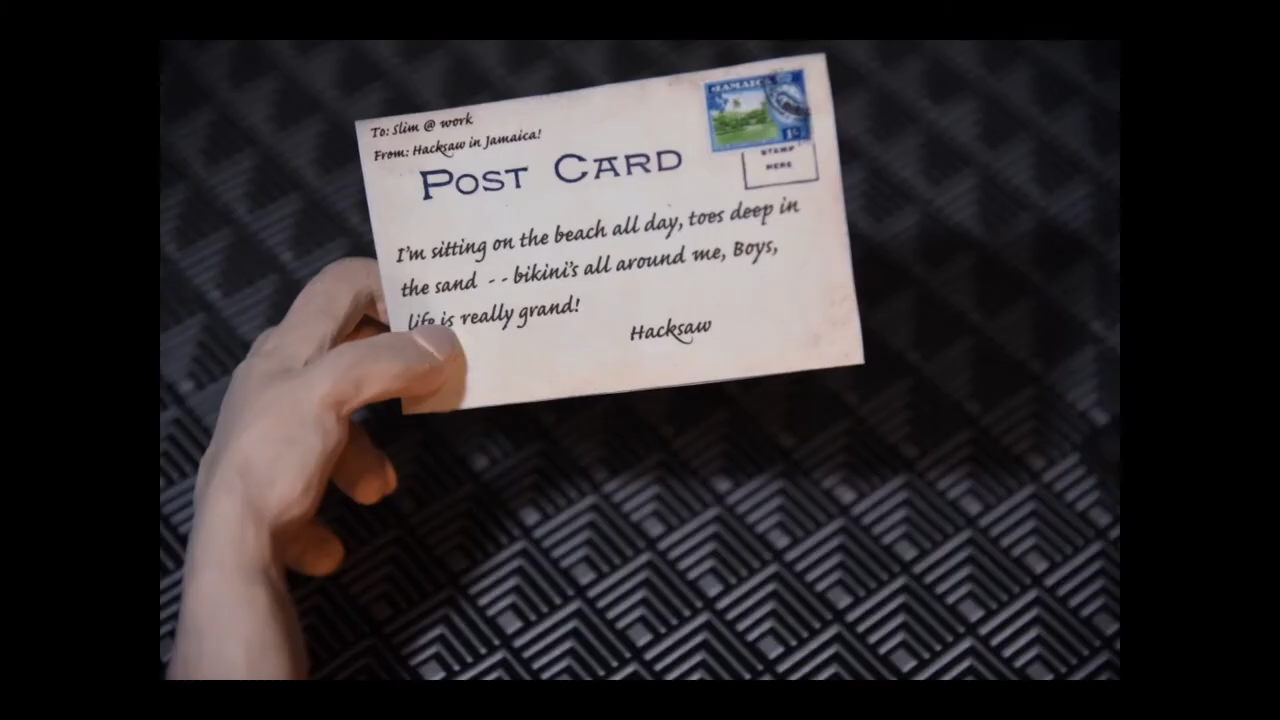 To: Slim @ work
From: Hacksaw in Jamaica!
POST CARD
JAMAICA
1/-
STAMP
HERE
I'm sitting on the beach all day, toes deep in
the sand - - bikini's all around me, Boys,
life is really grand!
Hacksaw